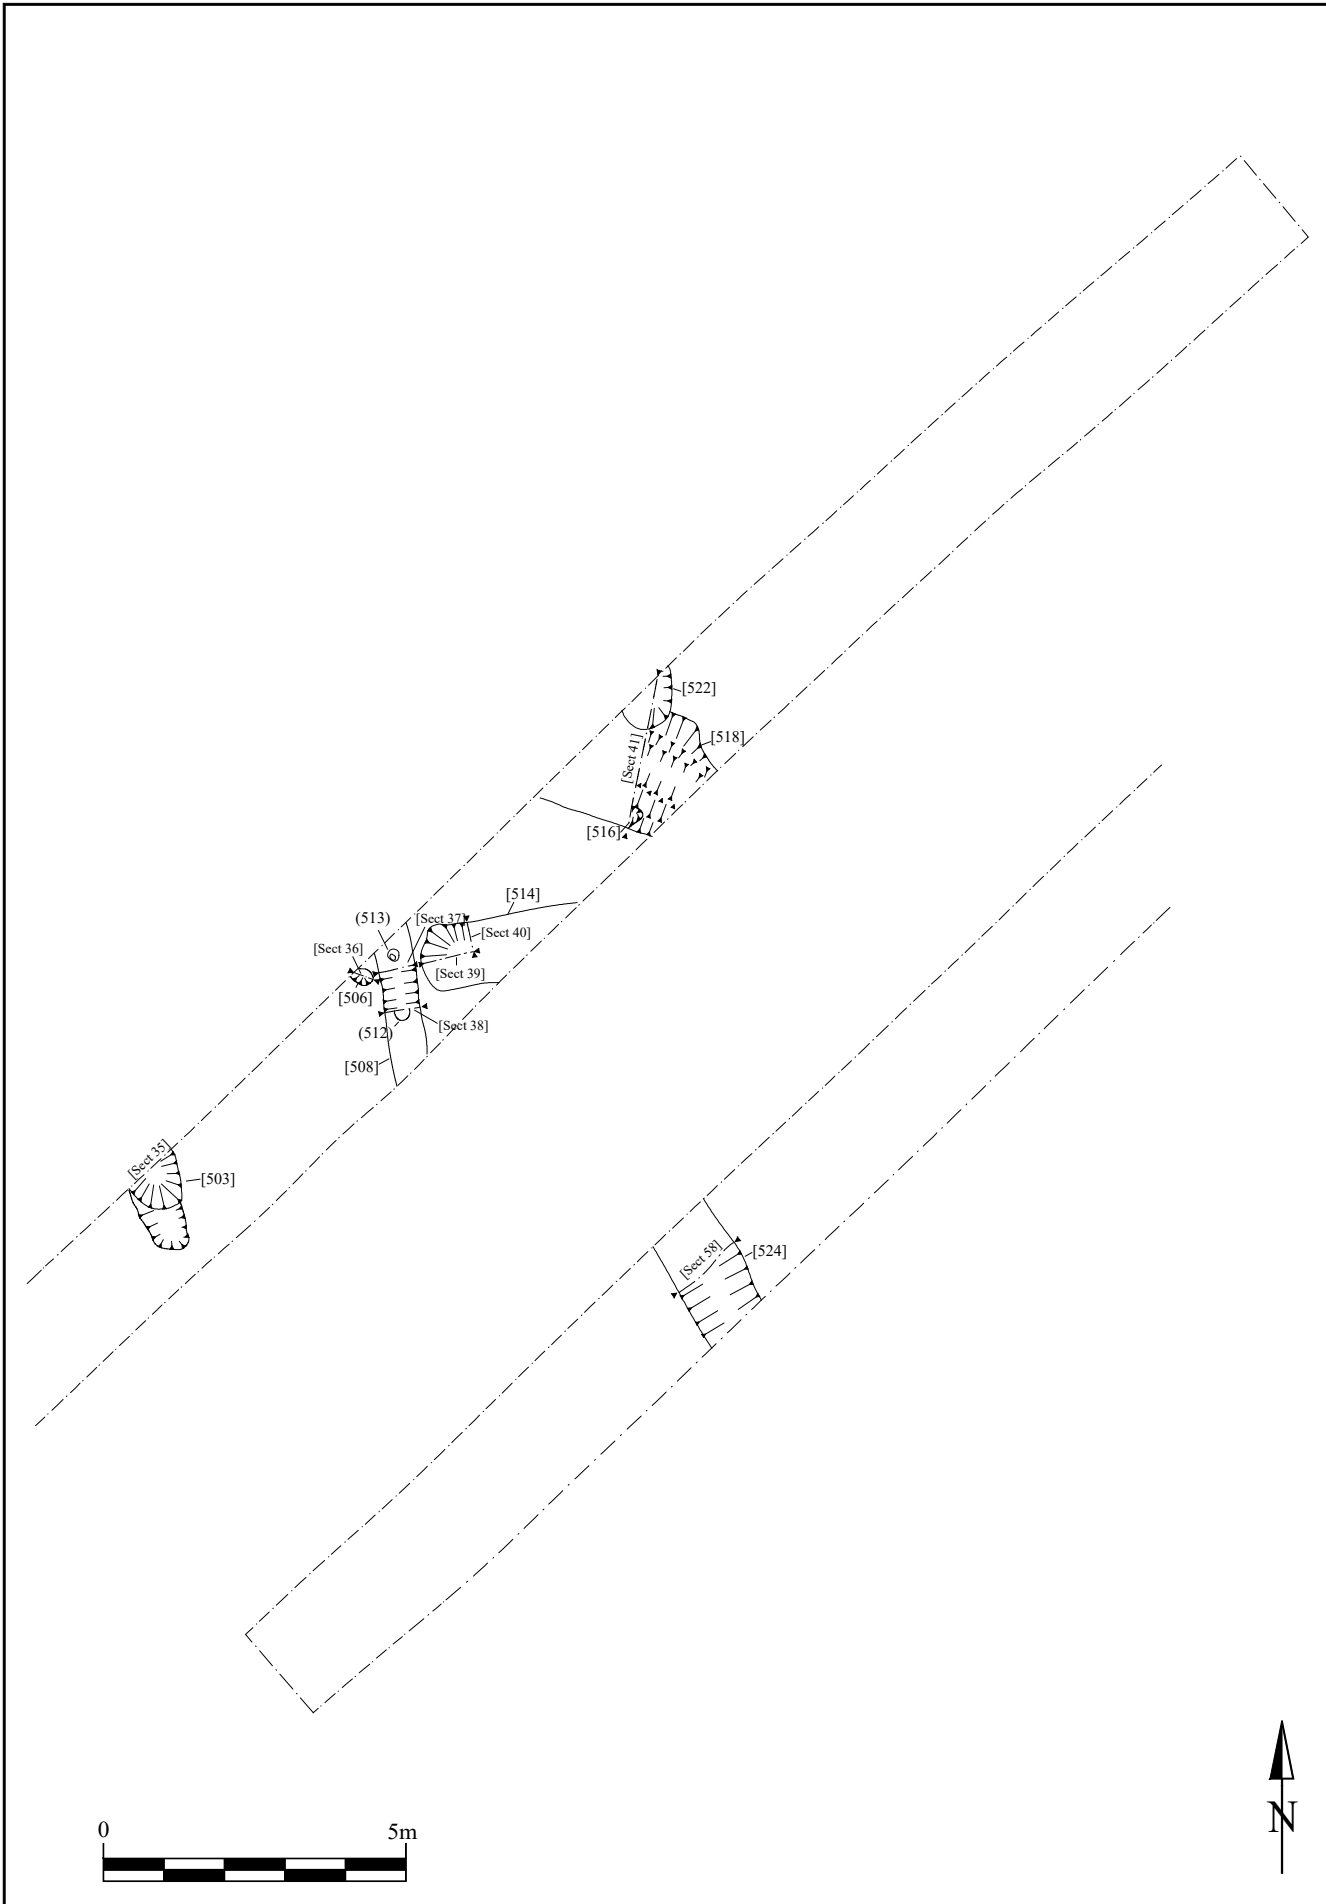 [522]
[518]
[Sect 41]
[516]
[514]
(513)
[Sect 37]
[Sect 40]
[Sect 36]
[Sect 39]
[506]
[Sect 38]
(512)
[508]
[Sect 35]
[503]
[Sect 58]
[524]
N
0
5m